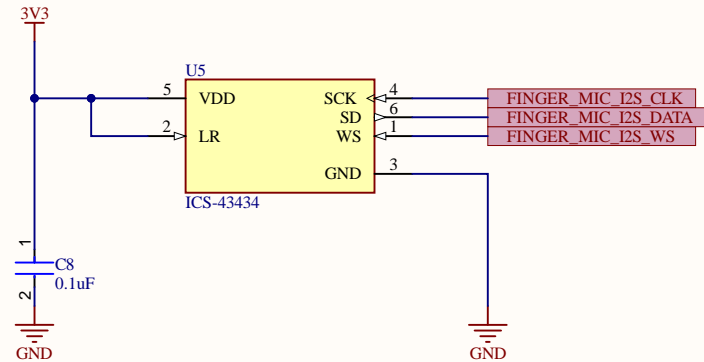 3V3
U5
5 VDD SCK 4 FINGER_MIC_I2S_CLK
SD 6 FINGER_MIC_I2S_DATA
2 LR WS 1 FINGER_MIC_I2S_WS
GND 3
ICS-43434
1
C8
0.1uF
2
GND GND